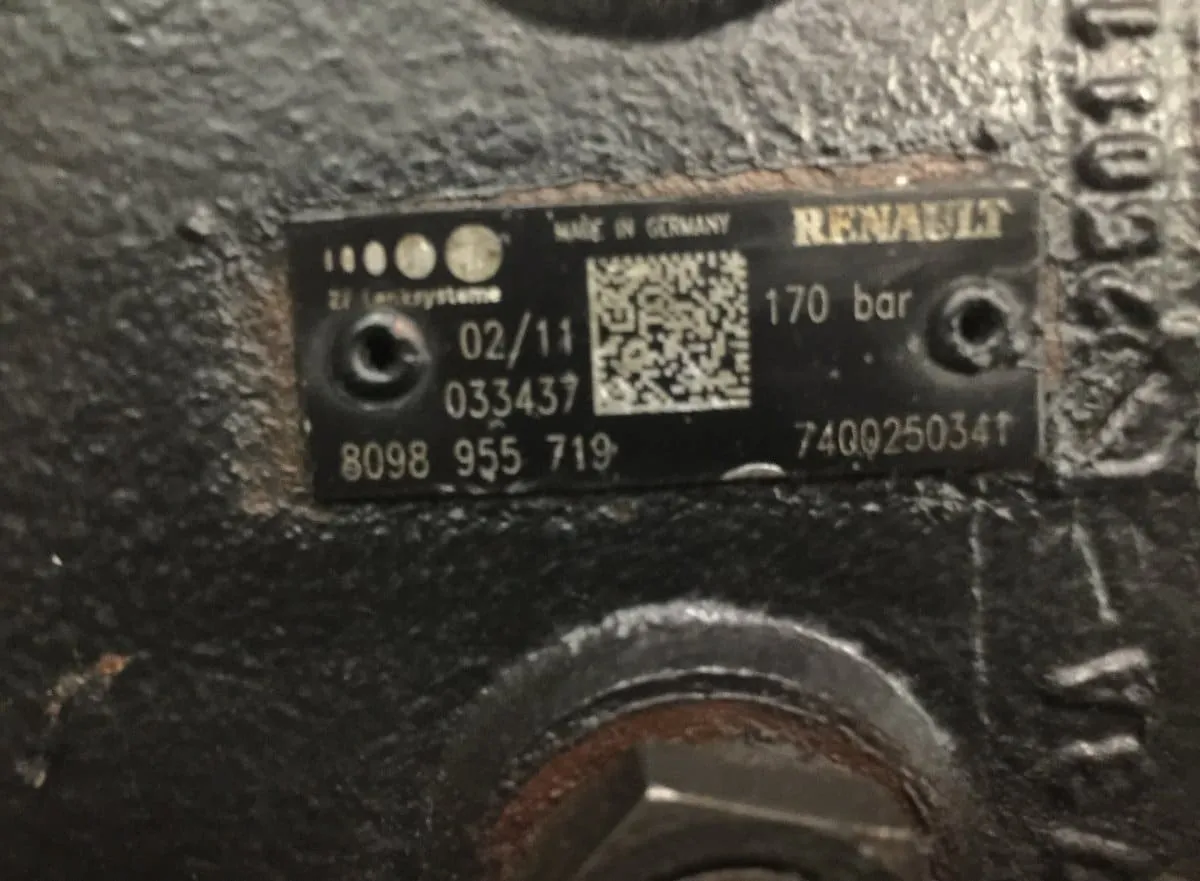 MADE IN GERMANY
RENAULT
ZF Lenksysteme
02/11
170 bar
033437
8098 955 719
7400250341